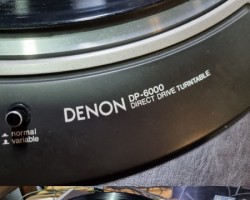 DENON DP-6000
DIRECT DRIVE TURNTABLE
normal
variable